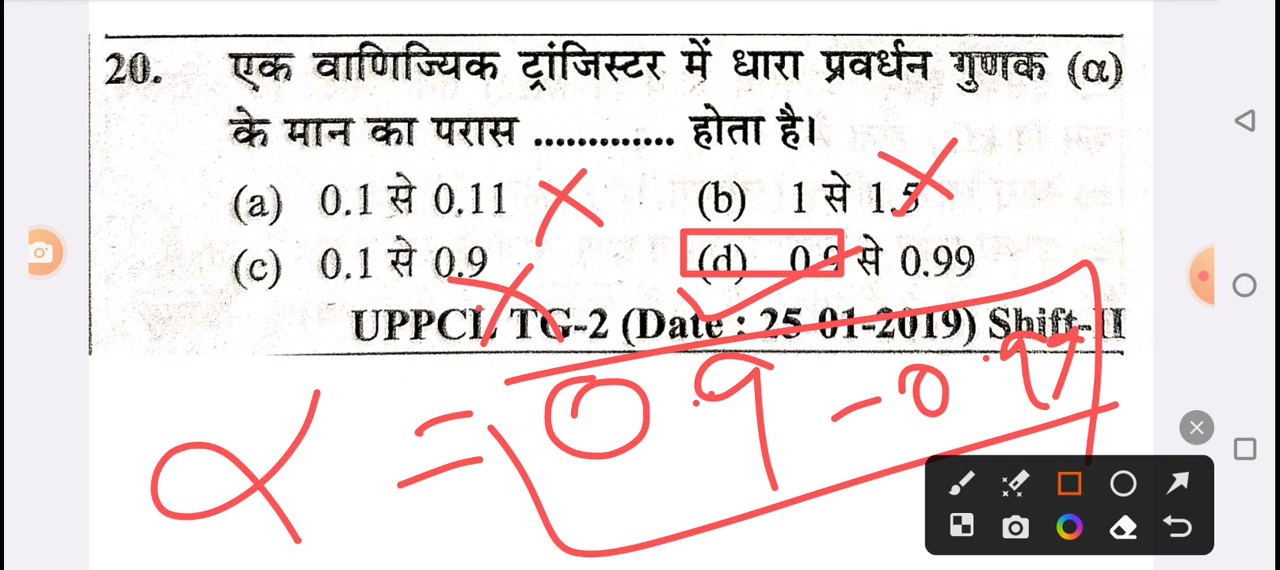 20. एक वाणिज्यिक ट्रांजिस्टर में धारा प्रवर्धन गुणक (α)
के मान का परास ............. होता है।
(a) 0.1 से 0.11 (b) 1 से 1.5
(c) 0.1 से 0.9 (d) 0.9 से 0.99
UPPCL TG-2 (Date : 25-01-2019) Shift-II
α = 0.9 - 0.99